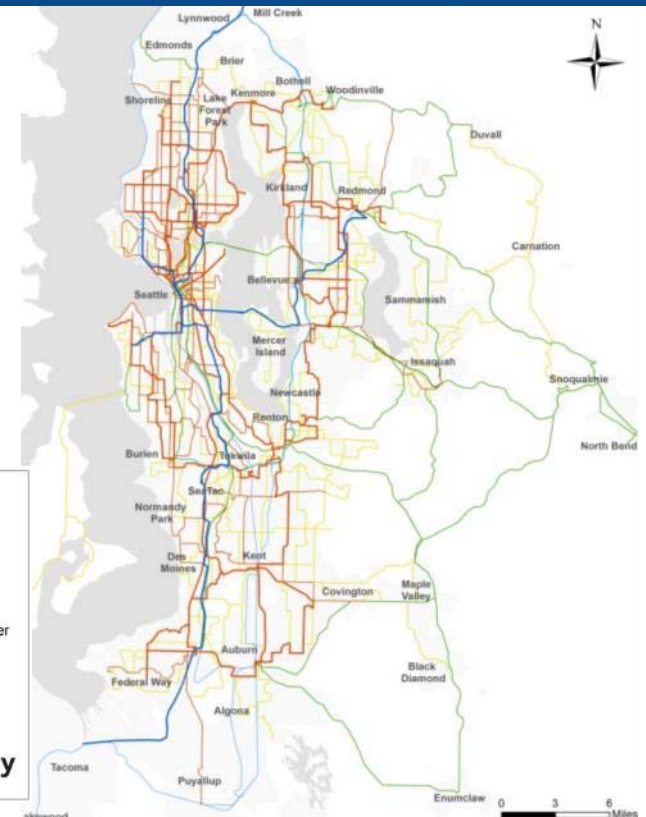 Lynnwood
Mill Creek
N
Edmonds
Brier
Bothell
Kenmore
Woodinville
Shoreline
Lake
Forest
Park
Duvall
Kirkland
Redmond
Carnation
Bellevue
Seattle
Sammamish
Mercer
Island
Issaquah
Newcastle
Snoqualmie
Renton
North Bend
Burien
Tukwila
SeaTac
Normandy
Park
Des
Moines
Kent
Covington
Maple
Valley
er
Auburn
Black
Diamond
Federal Way
Algona
y
Tacoma
Puyallup
Enumclaw
0 3 6
Miles
akewood